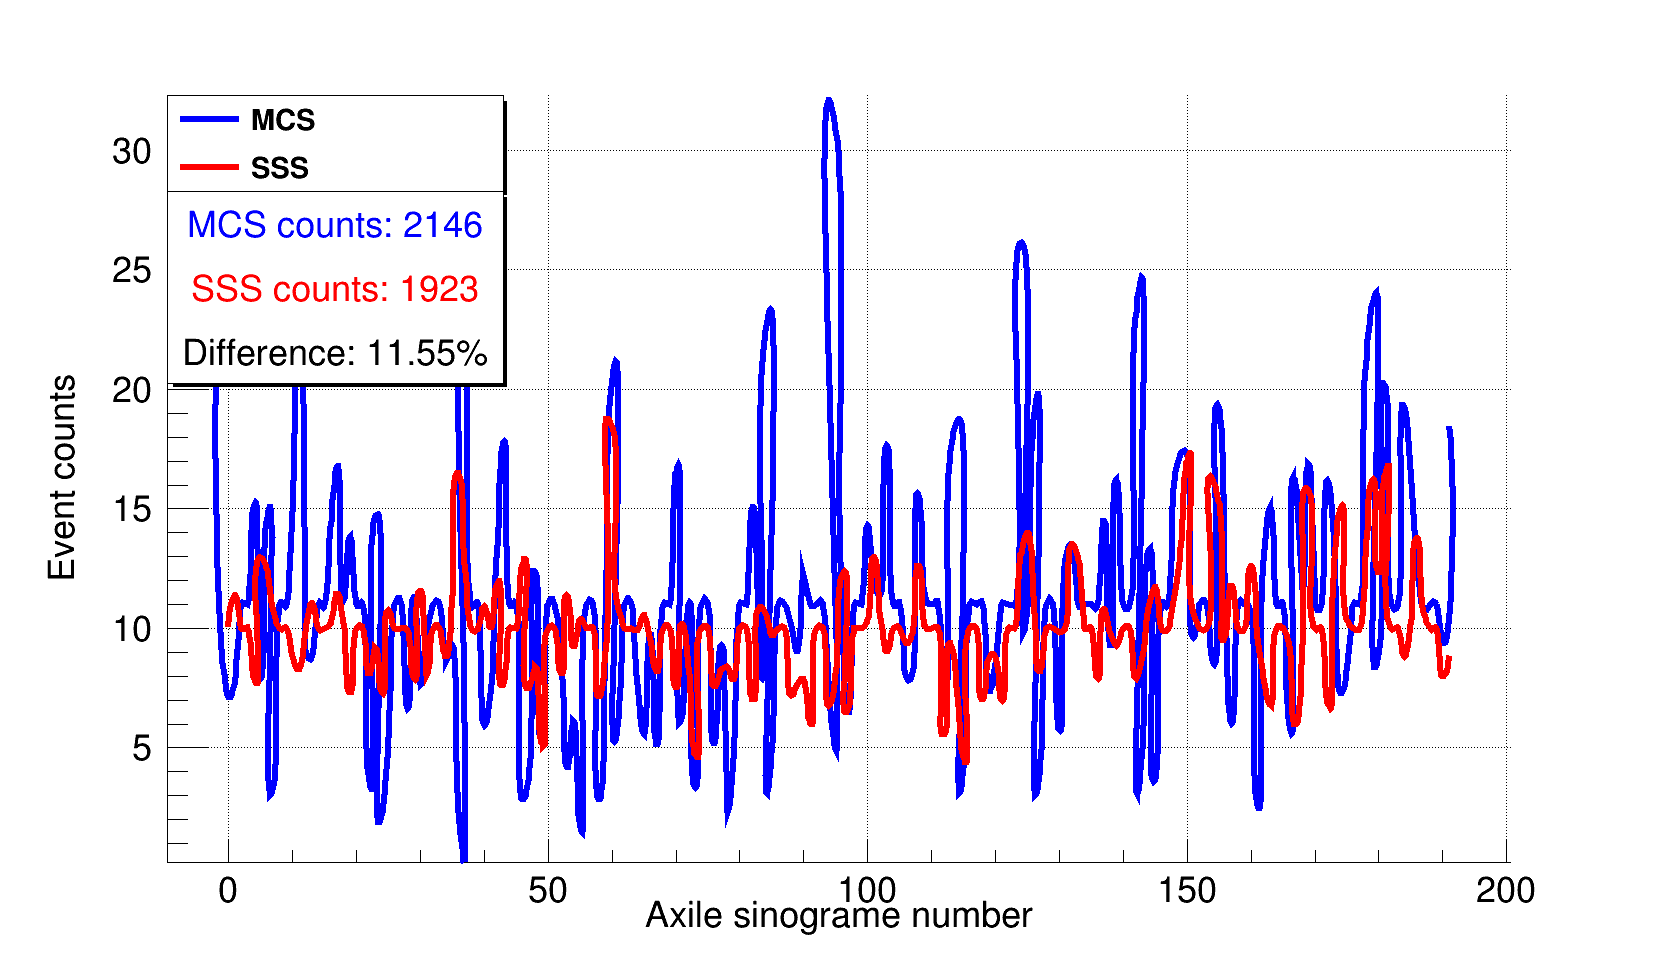 MCS
SSS
MCS counts: 2146
SSS counts: 1923
Difference: 11.55%
Event counts
30
25
20
15
10
5
0 50 100 150 200
Axile sinograme number